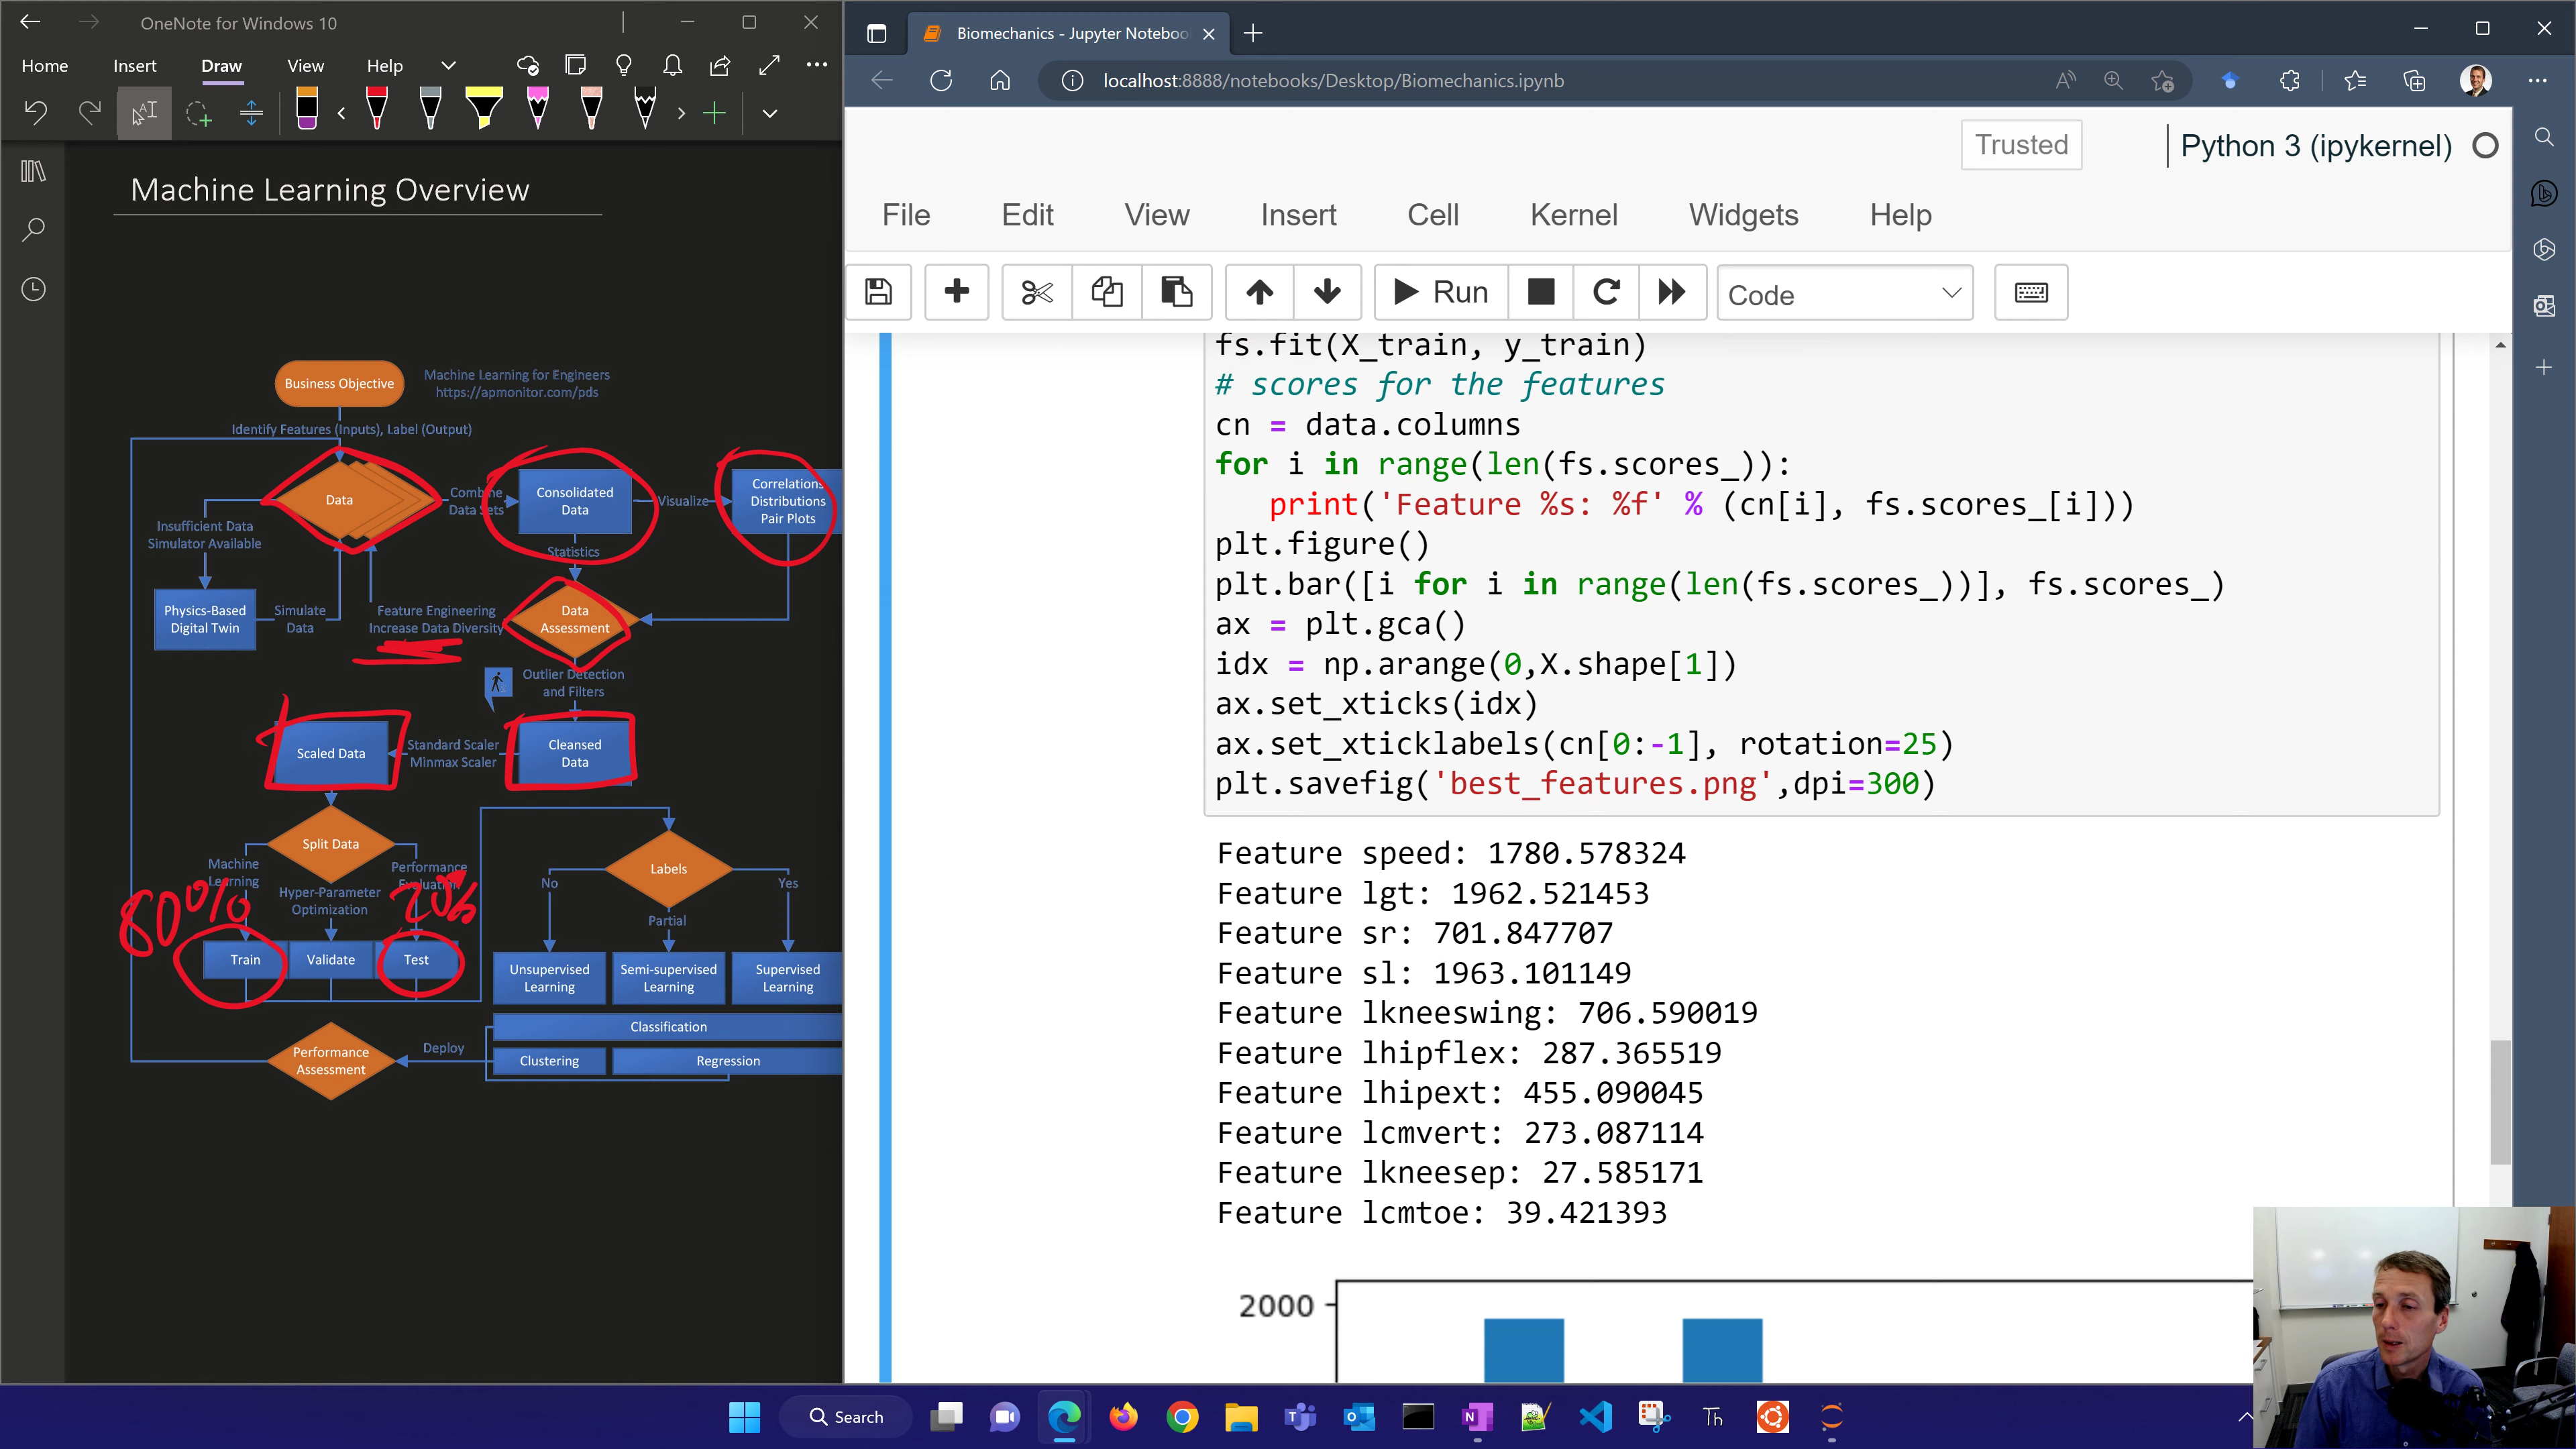 OneNote for Windows 10
Home Insert Draw View Help
Machine Learning Overview
Business Objective
Machine Learning for Engineers
https://apmonitor.com/pds
Identify Features (Inputs), Label (Output)
Data
Combine
Data Sets
Consolidated
Data
Visualize
Correlations
Distributions
Pair Plots
Insufficient Data
Simulator Available
Statistics
Physics-Based
Digital Twin
Simulate
Data
Feature Engineering
Increase Data Diversity
Data
Assessment
Outlier Detection
and Filters
Scaled Data
Standard Scaler
Minmax Scaler
Cleansed
Data
Split Data
Machine
Learning
Performance
Evaluation
Hyper-Parameter
Optimization
80%
20%
Train
Validate
Test
Labels
No
Yes
Partial
Unsupervised
Learning
Semi-supervised
Learning
Supervised
Learning
Classification
Clustering
Regression
Deploy
Performance
Assessment
Biomechanics - Jupyter Noteboo
localhost:8888/notebooks/Desktop/Biomechanics.ipynb
Trusted
Python 3 (ipykernel)
File Edit View Insert Cell Kernel Widgets Help
Run
Code
fs.fit(X_train, y_train)
# scores for the features
cn = data.columns
for i in range(len(fs.scores_)):
print('Feature %s: %f' % (cn[i], fs.scores_[i]))
plt.figure()
plt.bar([i for i in range(len(fs.scores_))], fs.scores_)
ax = plt.gca()
idx = np.arange(0,X.shape[1])
ax.set_xticks(idx)
ax.set_xticklabels(cn[0:-1], rotation=25)
plt.savefig('best_features.png',dpi=300)
Feature speed: 1780.578324
Feature lgt: 1962.521453
Feature sr: 701.847707
Feature sl: 1963.101149
Feature lkneeswing: 706.590019
Feature lhipflex: 287.365519
Feature lhipext: 455.090045
Feature lcmvert: 273.087114
Feature lkneesep: 27.585171
Feature lcmtoe: 39.421393
2000
Search
Th